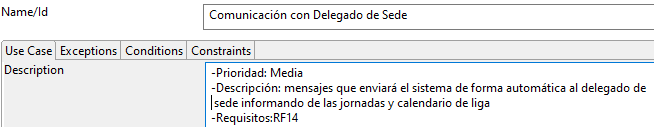 Name/Id
Comunicación con Delegado de Sede
Use Case Exceptions Conditions Constraints
Description
-Prioridad: Media
-Descripción: mensajes que enviará el sistema de forma automática al delegado de
sede informando de las jornadas y calendario de liga
-Requisitos:RF14